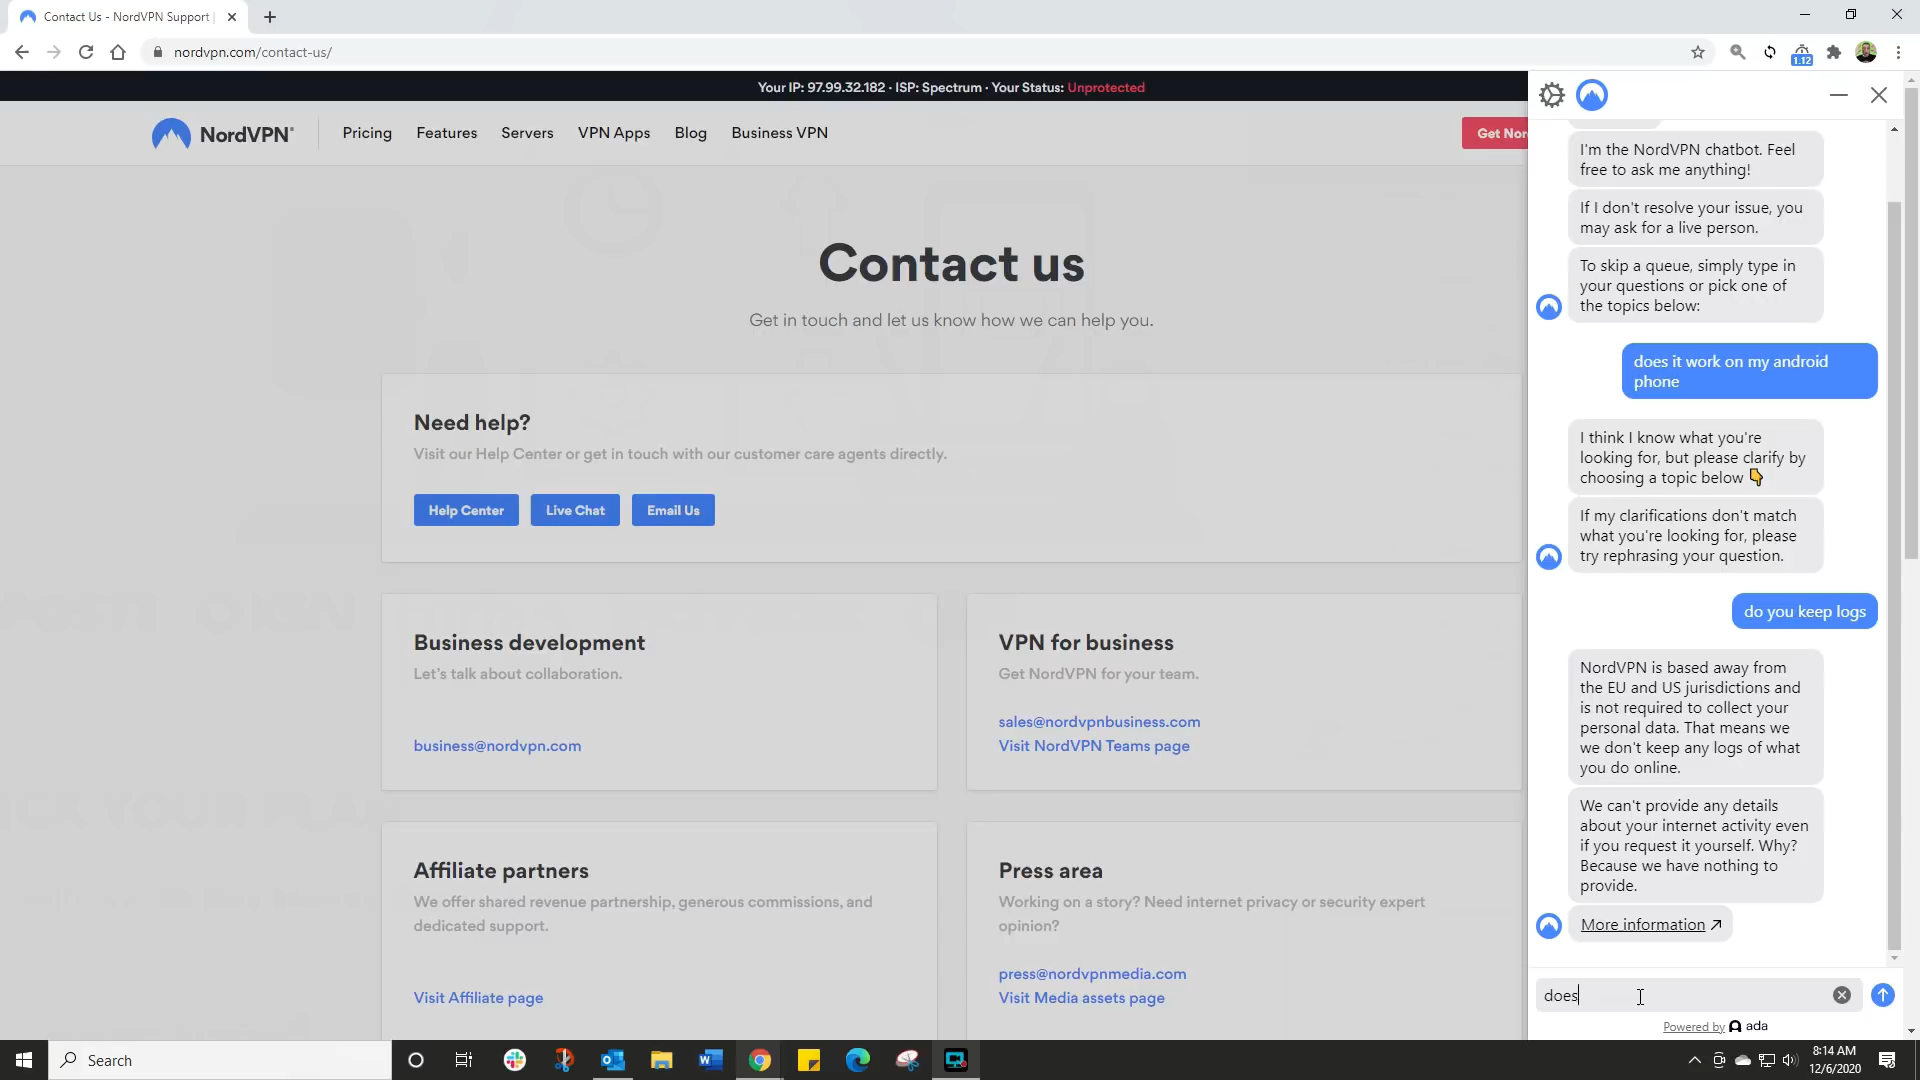 Contact Us - NordVPN Support |
nordvpn.com/contact-us/
1.12
Your IP: 97.99.32.182 · ISP: Spectrum · Your Status: Unprotected
NordVPN®
Pricing
Features
Servers
VPN Apps
Blog
Business VPN
Get Nor
Contact us
Get in touch and let us know how we can help you.
Need help?
Visit our Help Center or get in touch with our customer care agents directly.
Help Center
Live Chat
Email Us
Business development
Let's talk about collaboration.
business@nordvpn.com
VPN for business
Get NordVPN for your team.
sales@nordvpnbusiness.com
Visit NordVPN Teams page
PICK YOUR PLAN
Affiliate partners
We offer shared revenue partnership, generous commissions, and
dedicated support.
Visit Affiliate page
Press area
Working on a story? Need internet privacy or security expert
opinion?
press@nordvpnmedia.com
Visit Media assets page
I'm the NordVPN chatbot. Feel
free to ask me anything!
If I don't resolve your issue, you
may ask for a live person.
To skip a queue, simply type in
your questions or pick one of
the topics below:
does it work on my android
phone
I think I know what you're
looking for, but please clarify by
choosing a topic below 👇
If my clarifications don't match
what you're looking for, please
try rephrasing your question.
do you keep logs
NordVPN is based away from
the EU and US jurisdictions and
is not required to collect your
personal data. That means we
we don't keep any logs of what
you do online.
We can't provide any details
about your internet activity even
if you request it yourself. Why?
Because we have nothing to
provide.
More information ↗
does
Powered by ada
Search
8:14 AM
12/6/2020